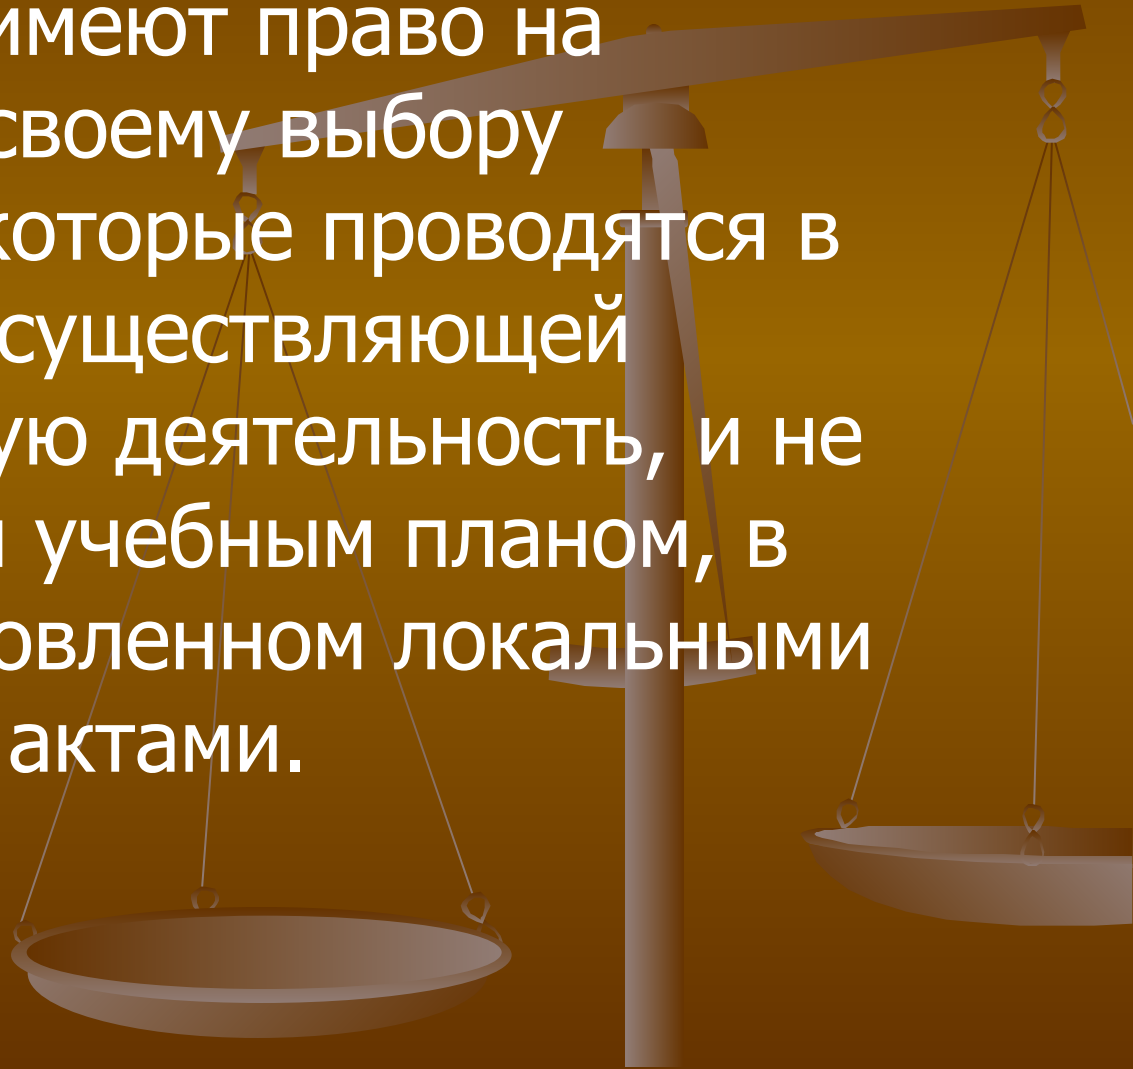 имеют право на
своему выбору
которые проводятся в
существляющей
ую деятельность, и не
учебным планом, в
овленном локальными
актами.